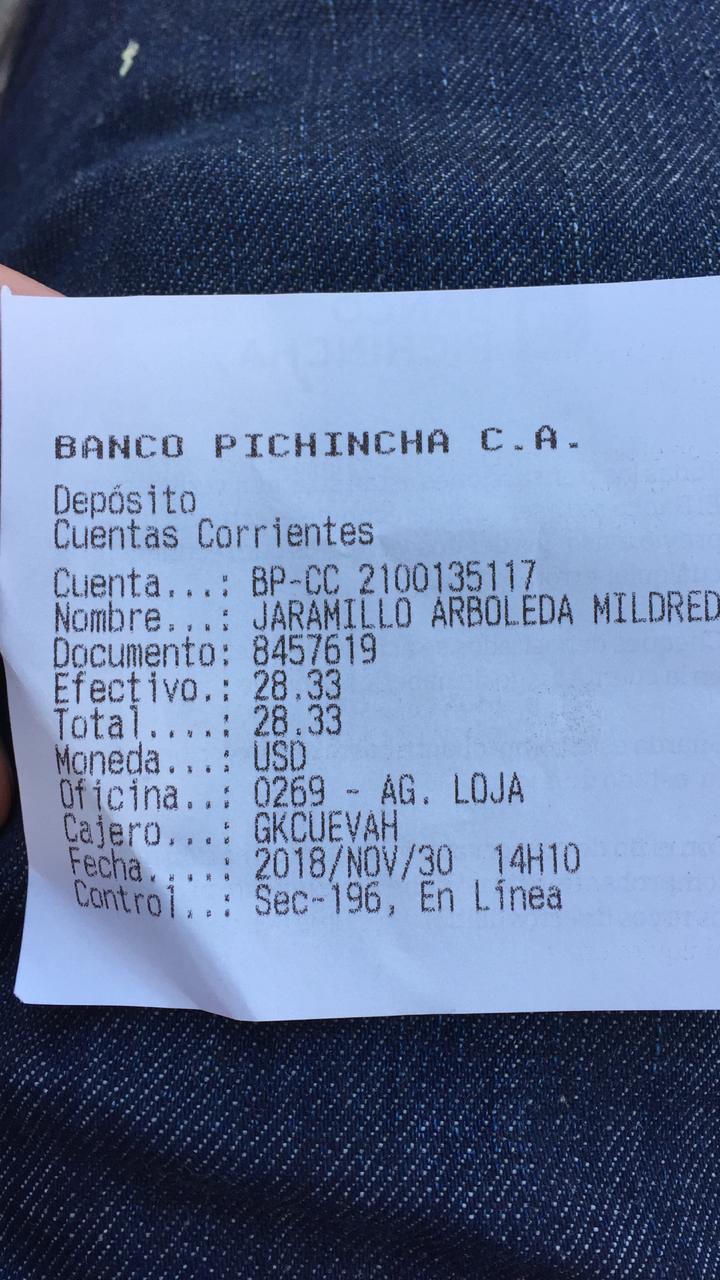 BANCO PICHINCHA C.A.
Depósito
Cuentas Corrientes
Cuenta...: BP-CC 2100135117
Nombre...: JARAMILLO ARBOLEDA MILDRED
Documento: 8457619
Efectivo.: 28.33
Total....: 28.33
Moneda...: USD
Oficina..: 0269 - AG. LOJA
Cajero...: GKCUEVAH
Fecha....: 2018/NOV/30 14H10
Control..: Sec-196, En Línea